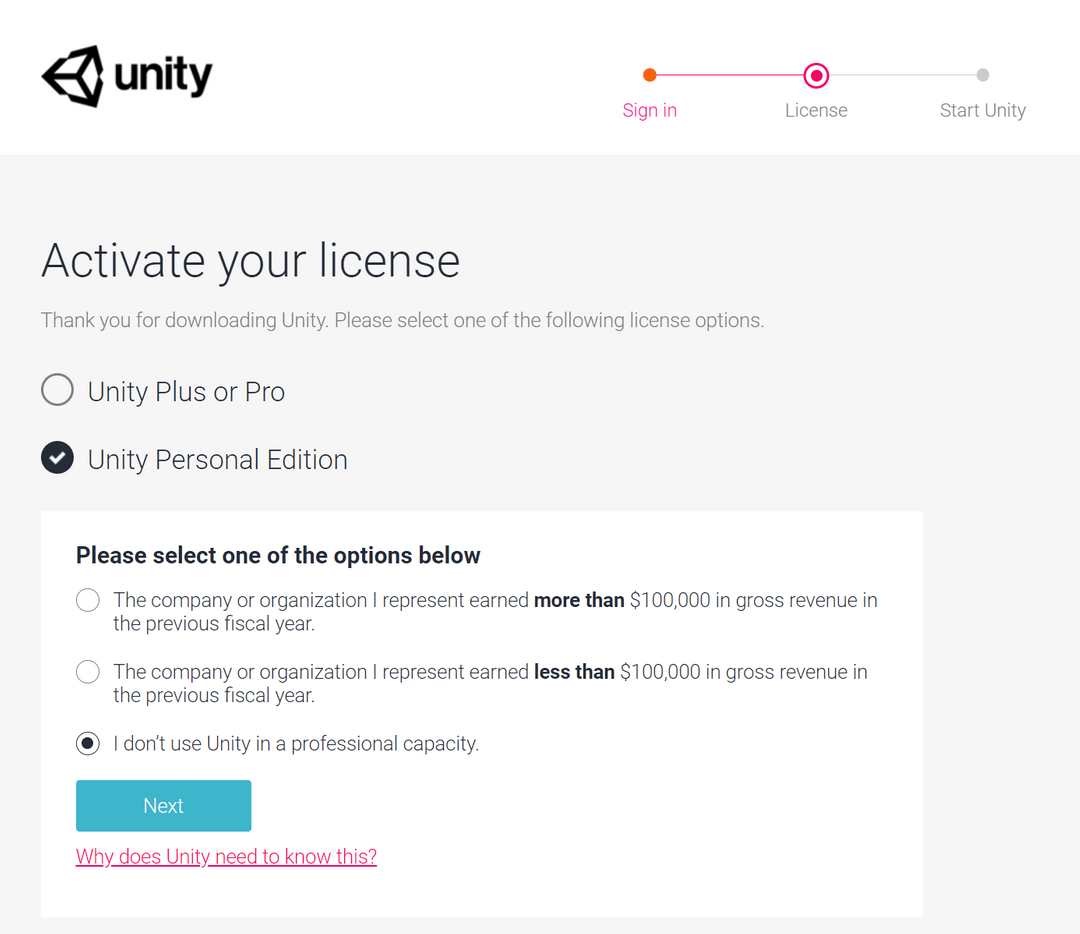 unity
Sign in
License
Start Unity
Activate your license
Thank you for downloading Unity. Please select one of the following license options.
Unity Plus or Pro
Unity Personal Edition
Please select one of the options below
The company or organization I represent earned more than $100,000 in gross revenue in
the previous fiscal year.
The company or organization I represent earned less than $100,000 in gross revenue in
the previous fiscal year.
I don’t use Unity in a professional capacity.
Next
Why does Unity need to know this?